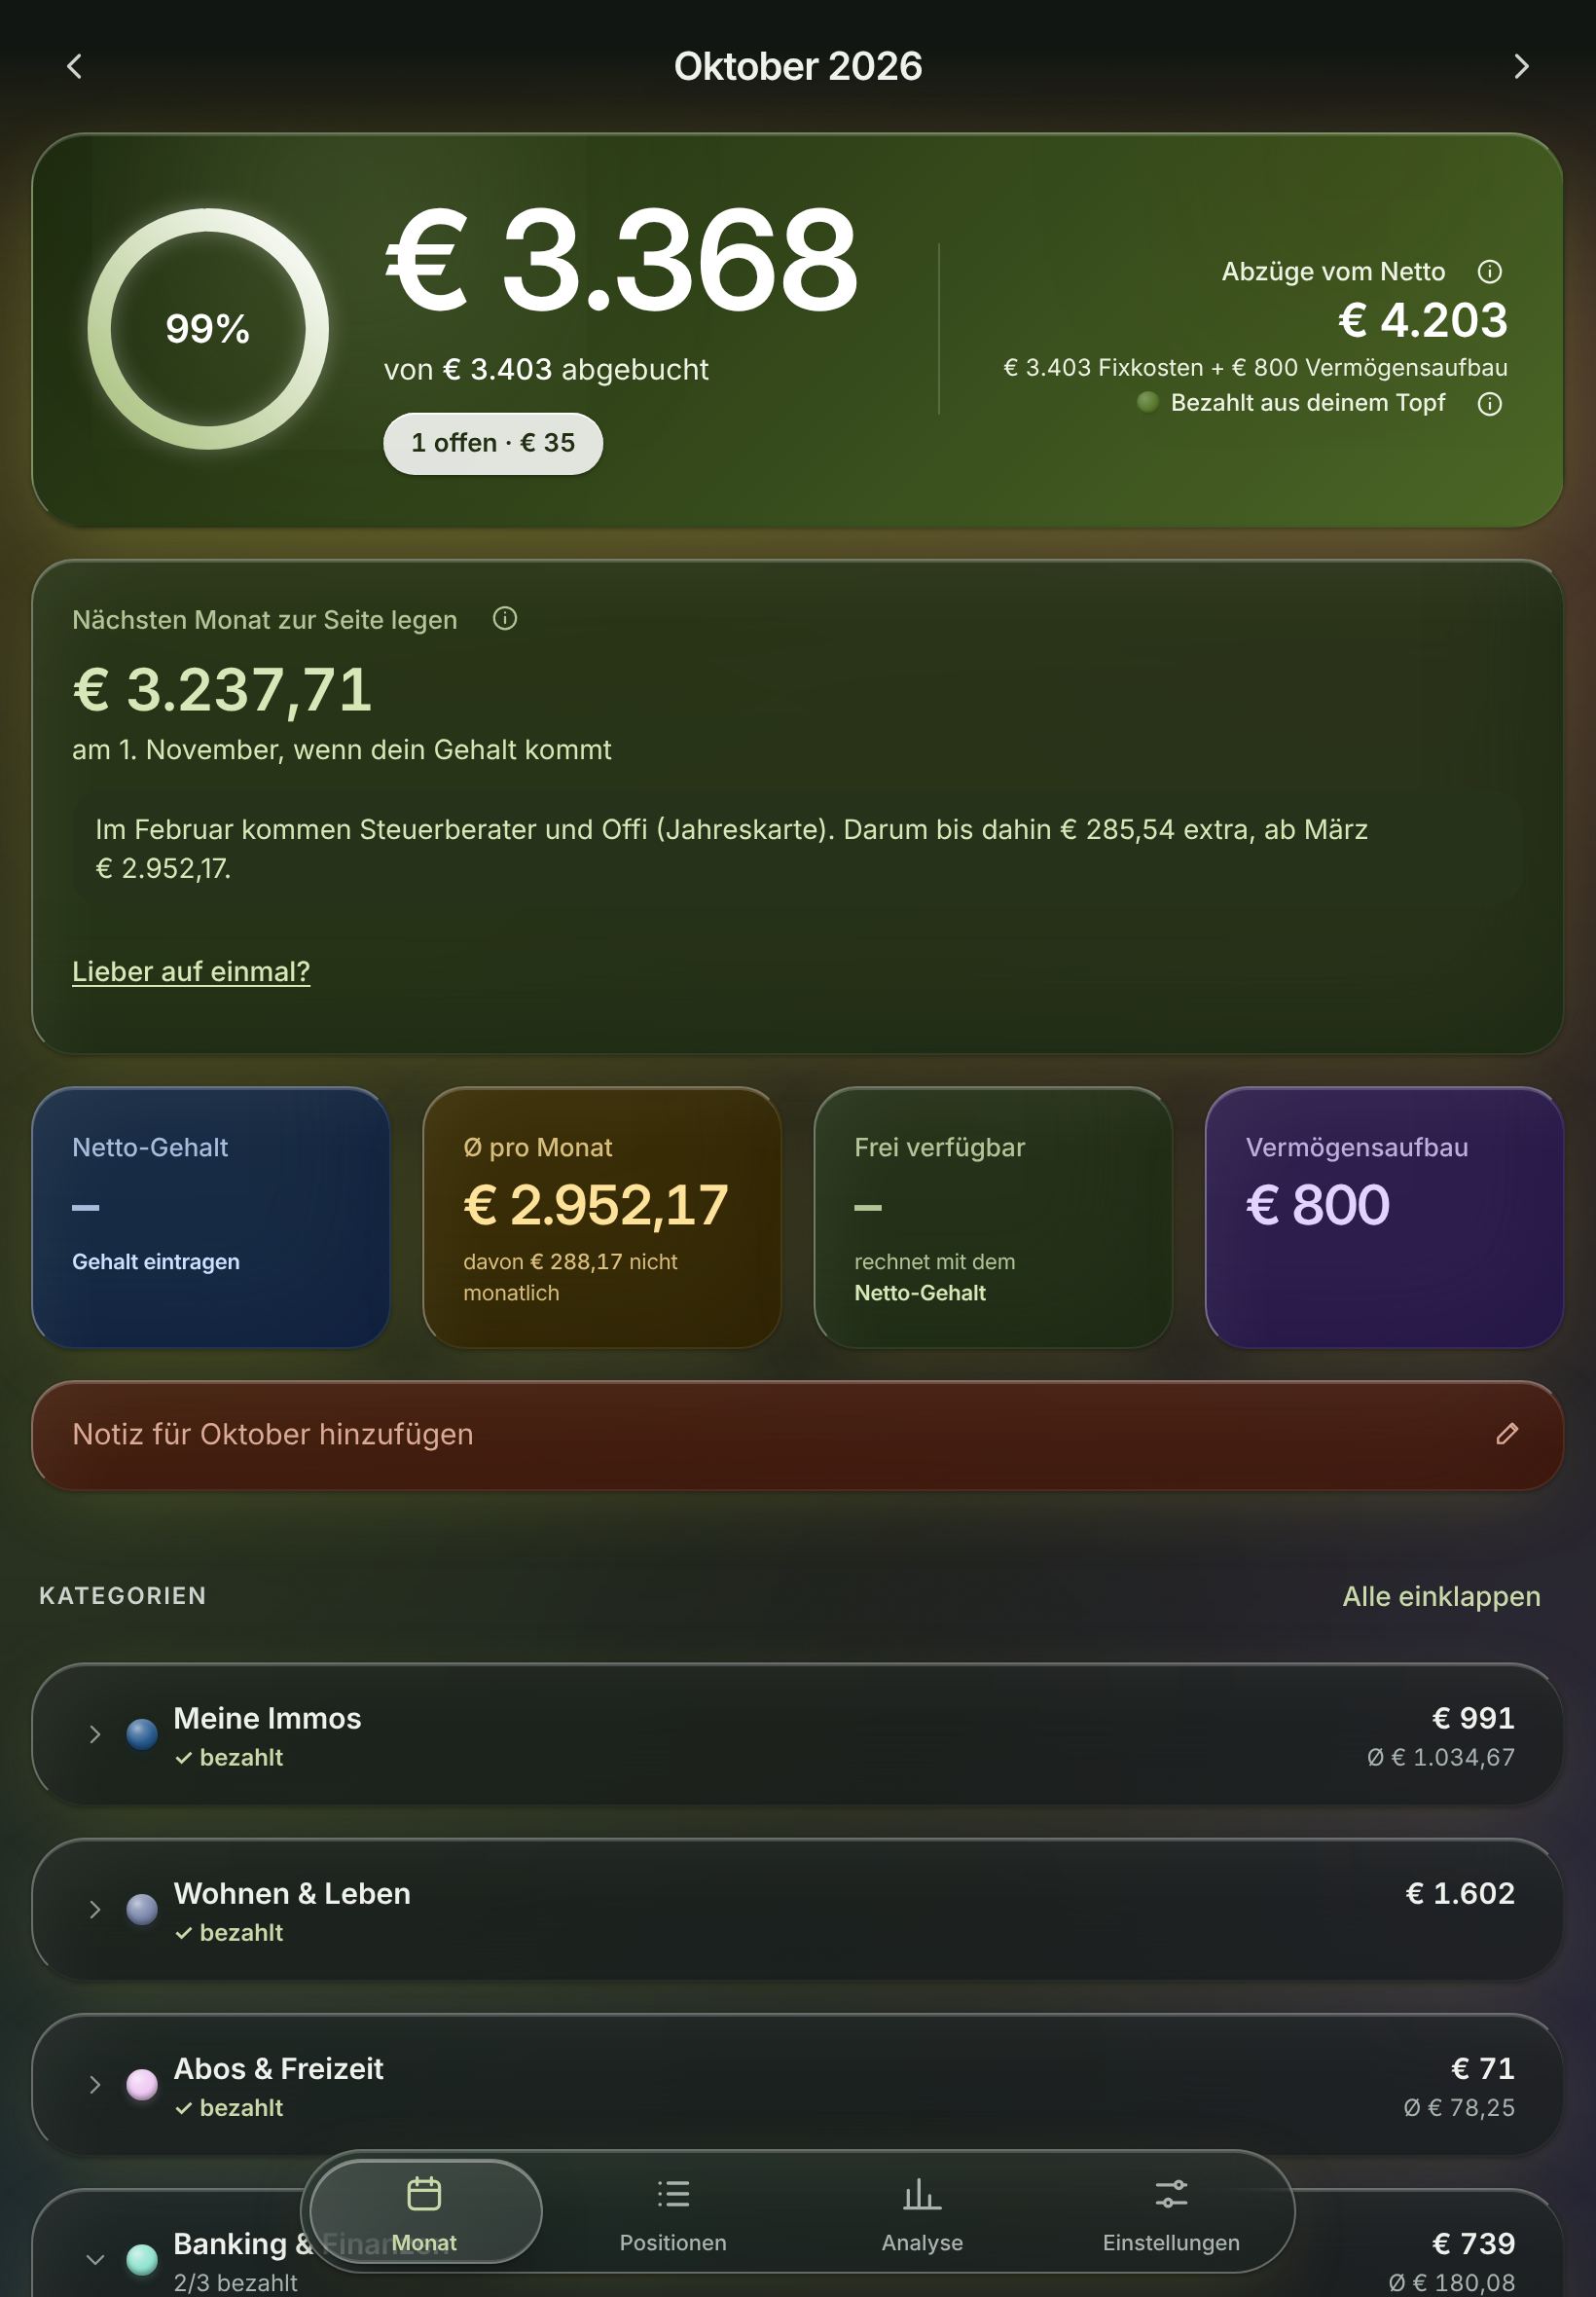 Oktober 2026
99%
€ 3.368
von € 3.403 abgebucht
1 offen · € 35
Abzüge vom Netto
€ 4.203
€ 3.403 Fixkosten + € 800 Vermögensaufbau
Bezahlt aus deinem Topf
Nächsten Monat zur Seite legen
€ 3.237,71
am 1. November, wenn dein Gehalt kommt
Im Februar kommen Steuerberater und Offi (Jahreskarte). Darum bis dahin € 285,54 extra, ab März
€ 2.952,17.
Lieber auf einmal?
Netto-Gehalt
–
Gehalt eintragen
Ø pro Monat
€ 2.952,17
davon € 288,17 nicht
monatlich
Frei verfügbar
–
rechnet mit dem
Netto-Gehalt
Vermögensaufbau
€ 800
Notiz für Oktober hinzufügen
KATEGORIEN
Alle einklappen
Meine Immos
€ 991
✓ bezahlt
Ø € 1.034,67
Wohnen & Leben
€ 1.602
✓ bezahlt
Abos & Freizeit
€ 71
✓ bezahlt
Ø € 78,25
Banking & Finanzen
€ 739
2/3 bezahlt
Ø € 180,08
Monat
Positionen
Analyse
Einstellungen